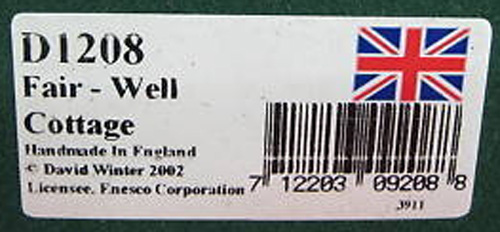 D1208
Fair - Well
Cottage
Handmade In England
© David Winter 2002
Licensee. Enesco Corporation
7 12203 09208 8
3911